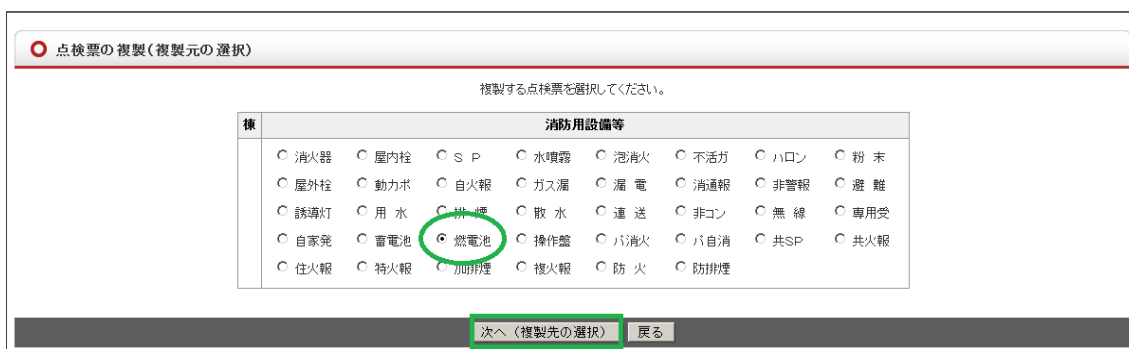 点検票の複製(複製元の選択)
複製する点検票を選択してください。
棟 消防用設備等
消火器 屋内栓 S P 水噴霧 泡消火 不活ガ ハロン 粉 末
屋外栓 動力ポ 自火報 ガス漏 漏 電 消通報 非警報 避 難
誘導灯 用 水 排 煙 散 水 連 送 非コン 無 線 専用受
自家発 蓄電池 燃電池 操作盤 パ消火 パ自消 共SP 共火報
住火報 特火報 加排煙 複火報 防 火 防排煙
次へ(複製先の選択) 戻る